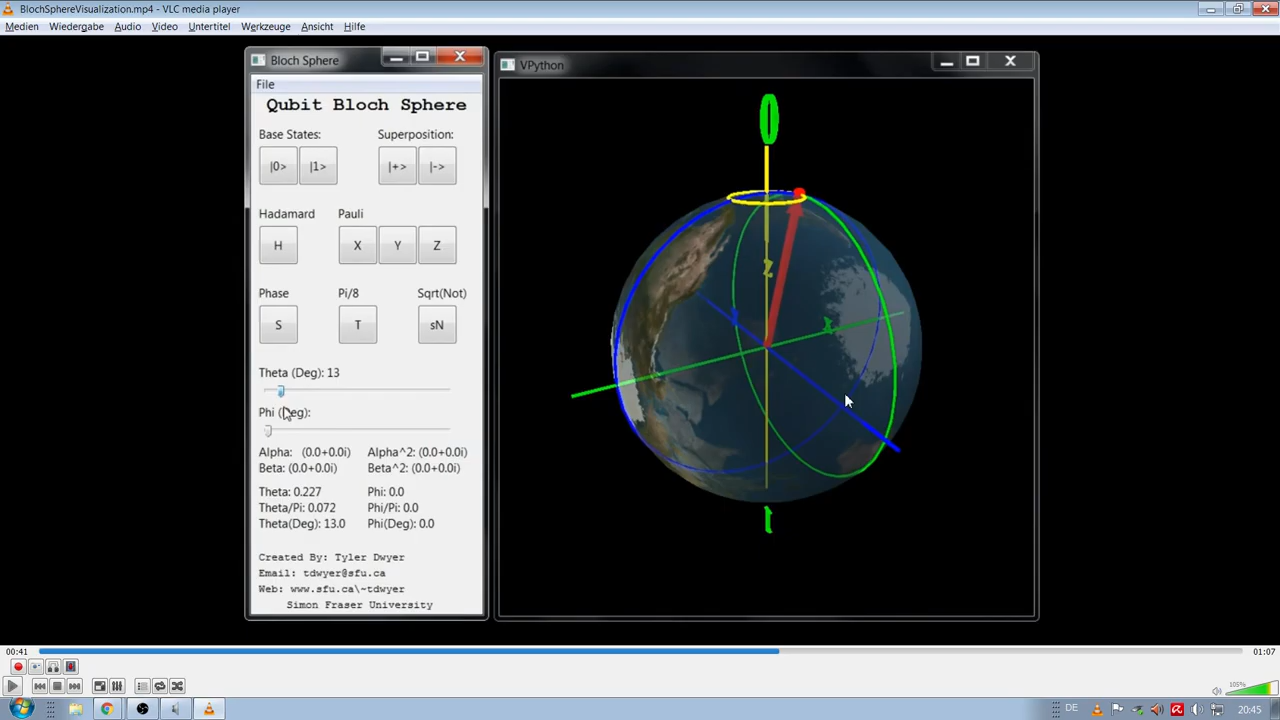 BlochSphereVisualization.mp4 - VLC media player
Medien Wiedergabe Audio Video Untertitel Werkzeuge Ansicht Hilfe
Bloch Sphere
File
Qubit Bloch Sphere
Base States: Superposition:
|0> |1> |+> |->
Hadamard Pauli
H X Y Z
Phase Pi/8 Sqrt(Not)
S T sN
Theta (Deg): 13
Phi (Deg):
Alpha: (0.0+0.0i) Alpha^2: (0.0+0.0i)
Beta: (0.0+0.0i) Beta^2: (0.0+0.0i)
Theta: 0.227 Phi: 0.0
Theta/Pi: 0.072 Phi/Pi: 0.0
Theta(Deg): 13.0 Phi(Deg): 0.0
Created By: Tyler Dwyer
Email: tdwyer@sfu.ca
Web: www.sfu.ca\~tdwyer
Simon Fraser University
VPython
0
Z
X
1
00:41 01:07
105%
DE 20:45